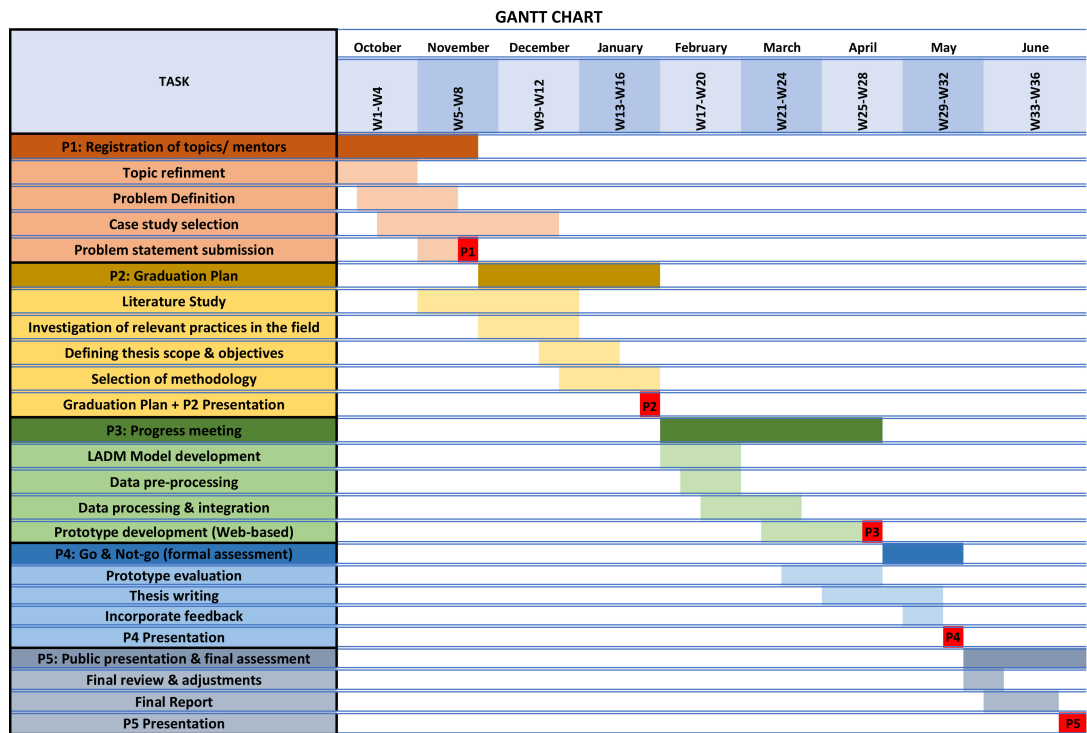 GANTT CHART
TASK
October November December January February March April May June
W1-W4 W5-W8 W9-W12 W13-W16 W17-W20 W21-W24 W25-W28 W29-W32 W33-W36
P1: Registration of topics/ mentors
Topic refinment
Problem Definition
Case study selection
Problem statement submission P1
P2: Graduation Plan
Literature Study
Investigation of relevant practices in the field
Defining thesis scope & objectives
Selection of methodology
Graduation Plan + P2 Presentation P2
P3: Progress meeting
LADM Model development
Data pre-processing
Data processing & integration
Prototype development (Web-based) P3
P4: Go & Not-go (formal assessment)
Prototype evaluation
Thesis writing
Incorporate feedback
P4 Presentation P4
P5: Public presentation & final assessment
Final review & adjustments
Final Report
P5 Presentation P5